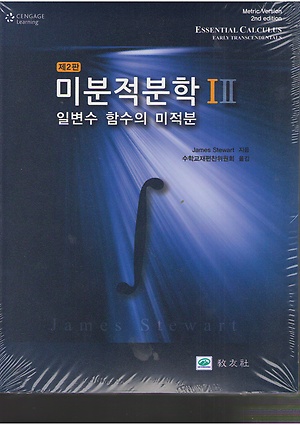 CENGAGE
Learning
Metric Version
2nd edition
ESSENTIAL CALCULUS
EARLY TRANSCENDENTALS
제2판
미분적분학 I II
일변수 함수의 미적분
James Stewart 지음
수학교재편찬위원회 옮김
James Stewart
敎友社